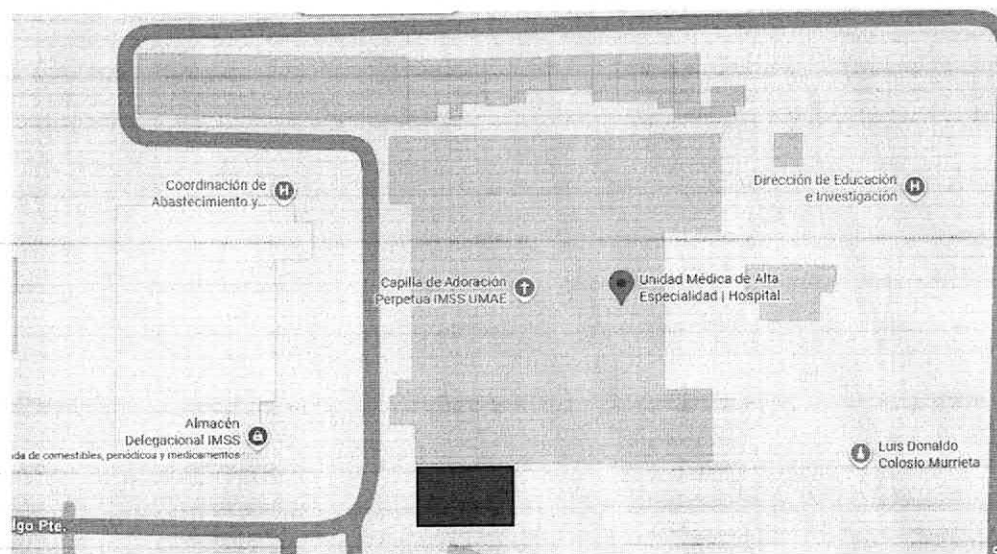 Coordinación de
Abastecimiento y...
Dirección de Educación
e Investigación
Capilla de Adoración
Perpetua IMSS UMAE
Unidad Médica de Alta
Especialidad | Hospital...
Almacén
Delegacional IMSS
da de comestibles, periódicos y medicamentos
Luis Donaldo
Colosio Murrieta
lgo Pte.